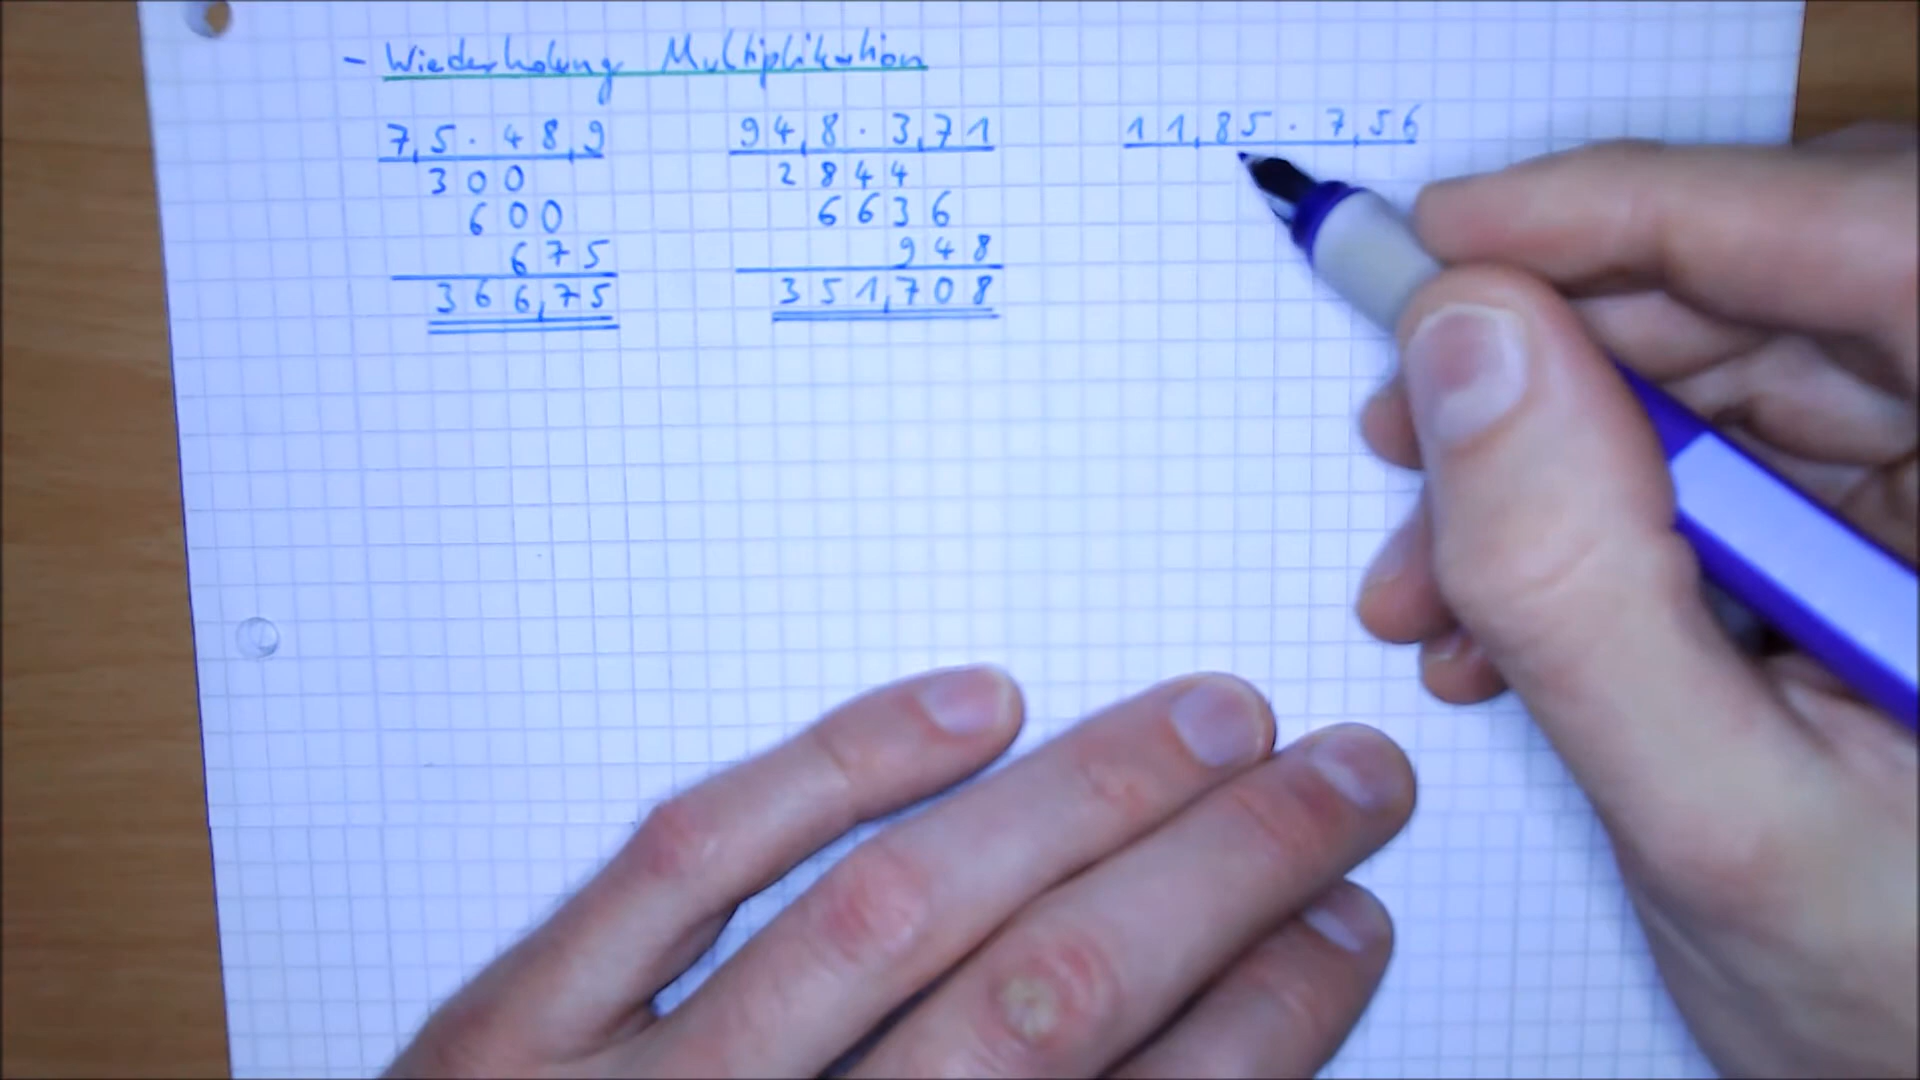 - Wiederholung Multiplikation
7,5 · 48,9
300
600
675
366,75
94,8 · 3,71
2844
6636
948
351,708
11,85 · 7,56